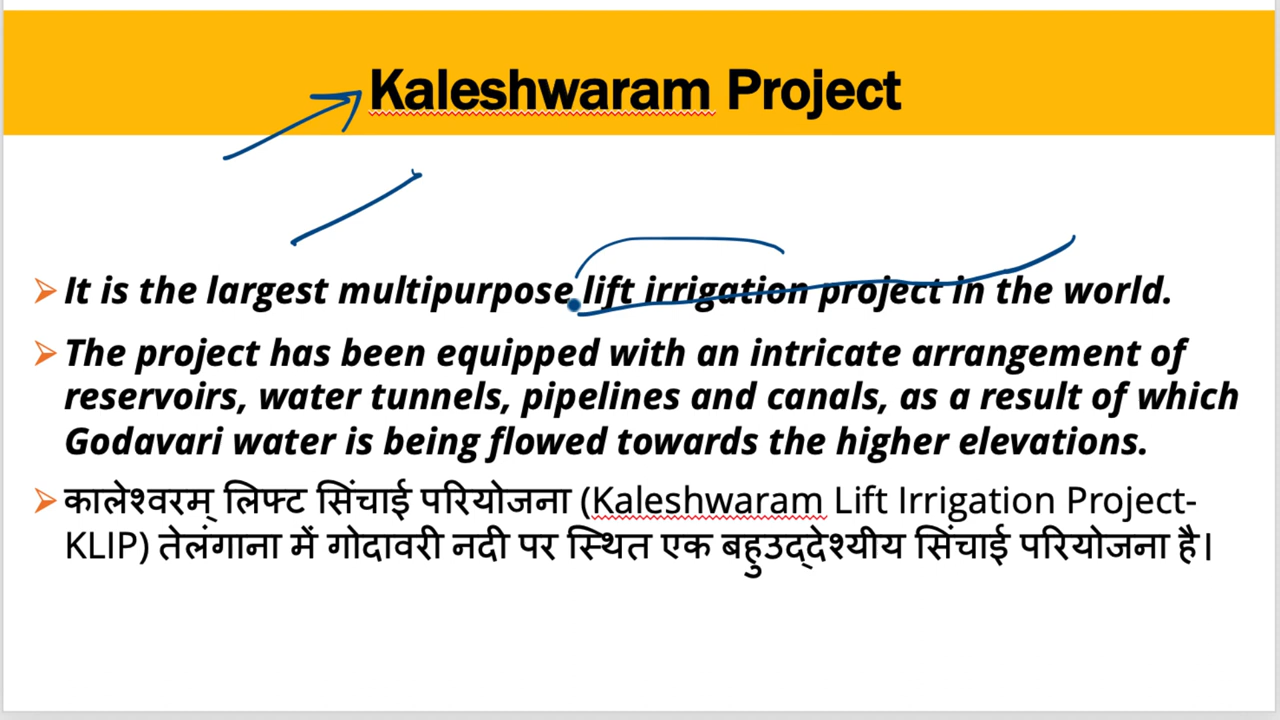 Kaleshwaram Project
It is the largest multipurpose lift irrigation project in the world.
The project has been equipped with an intricate arrangement of
reservoirs, water tunnels, pipelines and canals, as a result of which
Godavari water is being flowed towards the higher elevations.
कालेश्वरम् लिफ्ट सिंचाई परियोजना (Kaleshwaram Lift Irrigation Project-
KLIP) तेलंगाना में गोदावरी नदी पर स्थित एक बहुउद्देश्यीय सिंचाई परियोजना है।